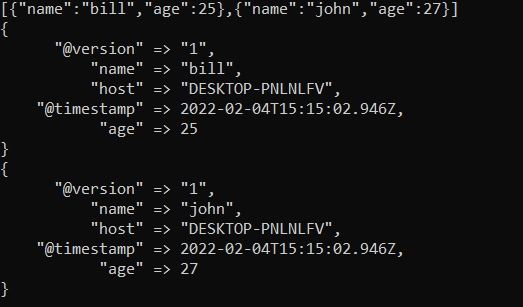 [{"name":"bill","age":25},{"name":"john","age":27}]
{
"@version" => "1",
"name" => "bill",
"host" => "DESKTOP-PNLNLFV",
"@timestamp" => 2022-02-04T15:15:02.946Z,
"age" => 25
}
{
"@version" => "1",
"name" => "john",
"host" => "DESKTOP-PNLNLFV",
"@timestamp" => 2022-02-04T15:15:02.946Z,
"age" => 27
}